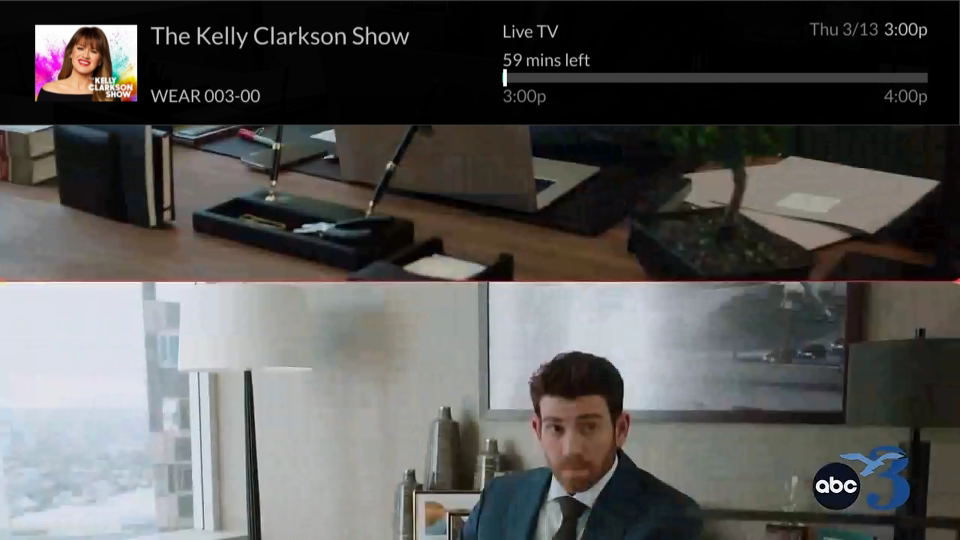 The Kelly Clarkson Show
WEAR 003-00
KELLY
CLARKSON
SHOW
Live TV
59 mins left
3:00p
4:00p
Thu 3/13 3:00p
abc 3